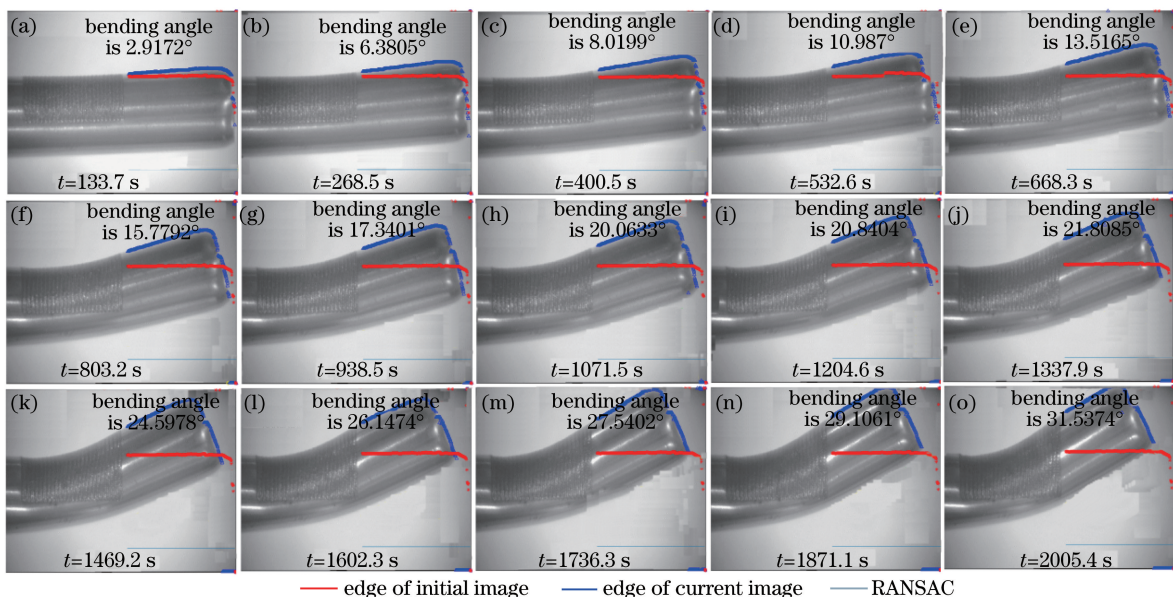 (a) bending angle
is 2.9172°
t=133.7 s
(b) bending angle
is 6.3805°
t=268.5 s
(c) bending angle
is 8.0199°
t=400.5 s
(d) bending angle
is 10.987°
t=532.6 s
(e) bending angle
is 13.5165°
t=668.3 s
(f) bending angle
is 15.7792°
t=803.2 s
(g) bending angle
is 17.3401°
t=938.5 s
(h) bending angle
is 20.0633°
t=1071.5 s
(i) bending angle
is 20.8404°
t=1204.6 s
(j) bending angle
is 21.8085°
t=1337.9 s
(k) bending angle
is 24.5978°
t=1469.2 s
(l) bending angle
is 26.1474°
t=1602.3 s
(m) bending angle
is 27.5402°
t=1736.3 s
(n) bending angle
is 29.1061°
t=1871.1 s
(o) bending angle
is 31.5374°
t=2005.4 s
edge of initial image edge of current image RANSAC